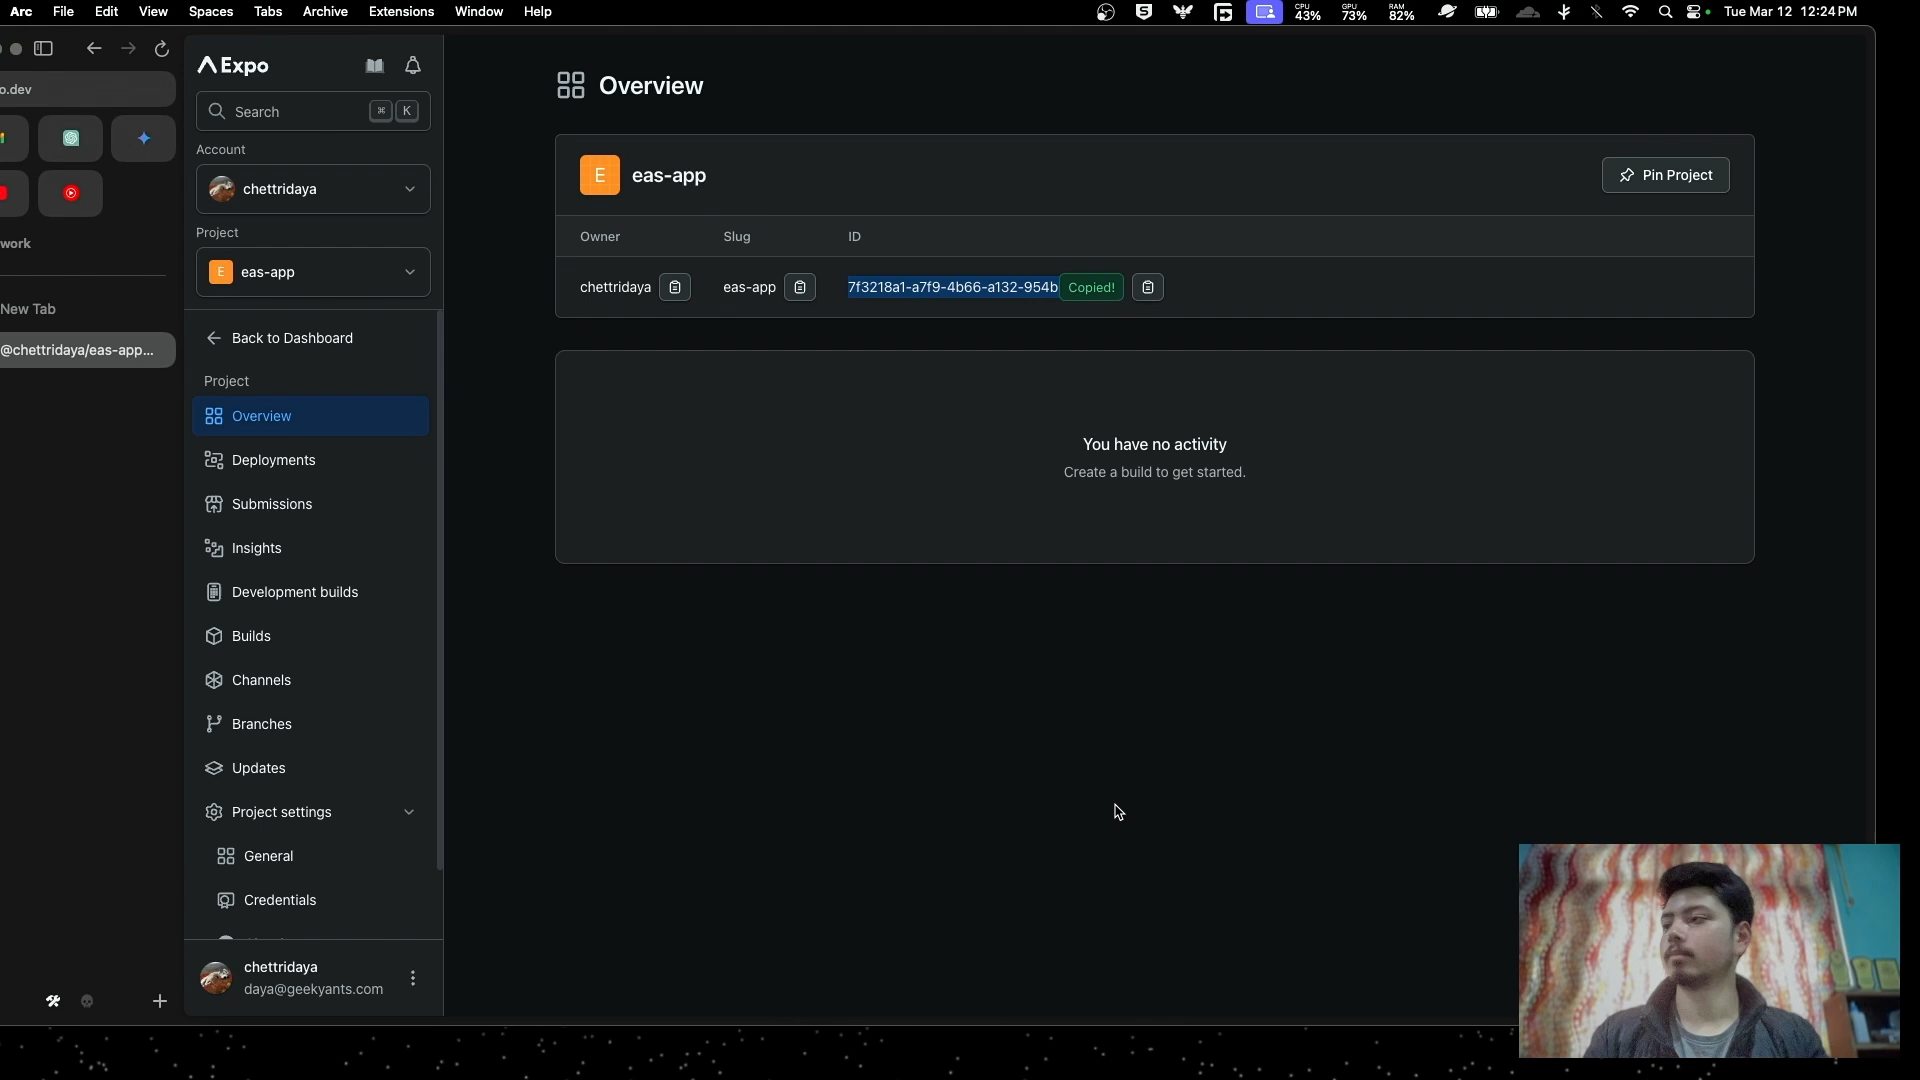 Arc File Edit View Spaces Tabs Archive Extensions Window Help
CPU 43% GPU 73% RAM 82% Tue Mar 12 12:24 PM
o.dev
work
New Tab
@chettridaya/eas-app...
Expo
Search ⌘ K
Account
chettridaya
Project
E eas-app
Back to Dashboard
Project
Overview
Deployments
Submissions
Insights
Development builds
Builds
Channels
Branches
Updates
Project settings
General
Credentials
chettridaya
daya@geekyants.com
Overview
E eas-app
Pin Project
Owner Slug ID
chettridaya eas-app 7f3218a1-a7f9-4b66-a132-954b Copied!
You have no activity
Create a build to get started.